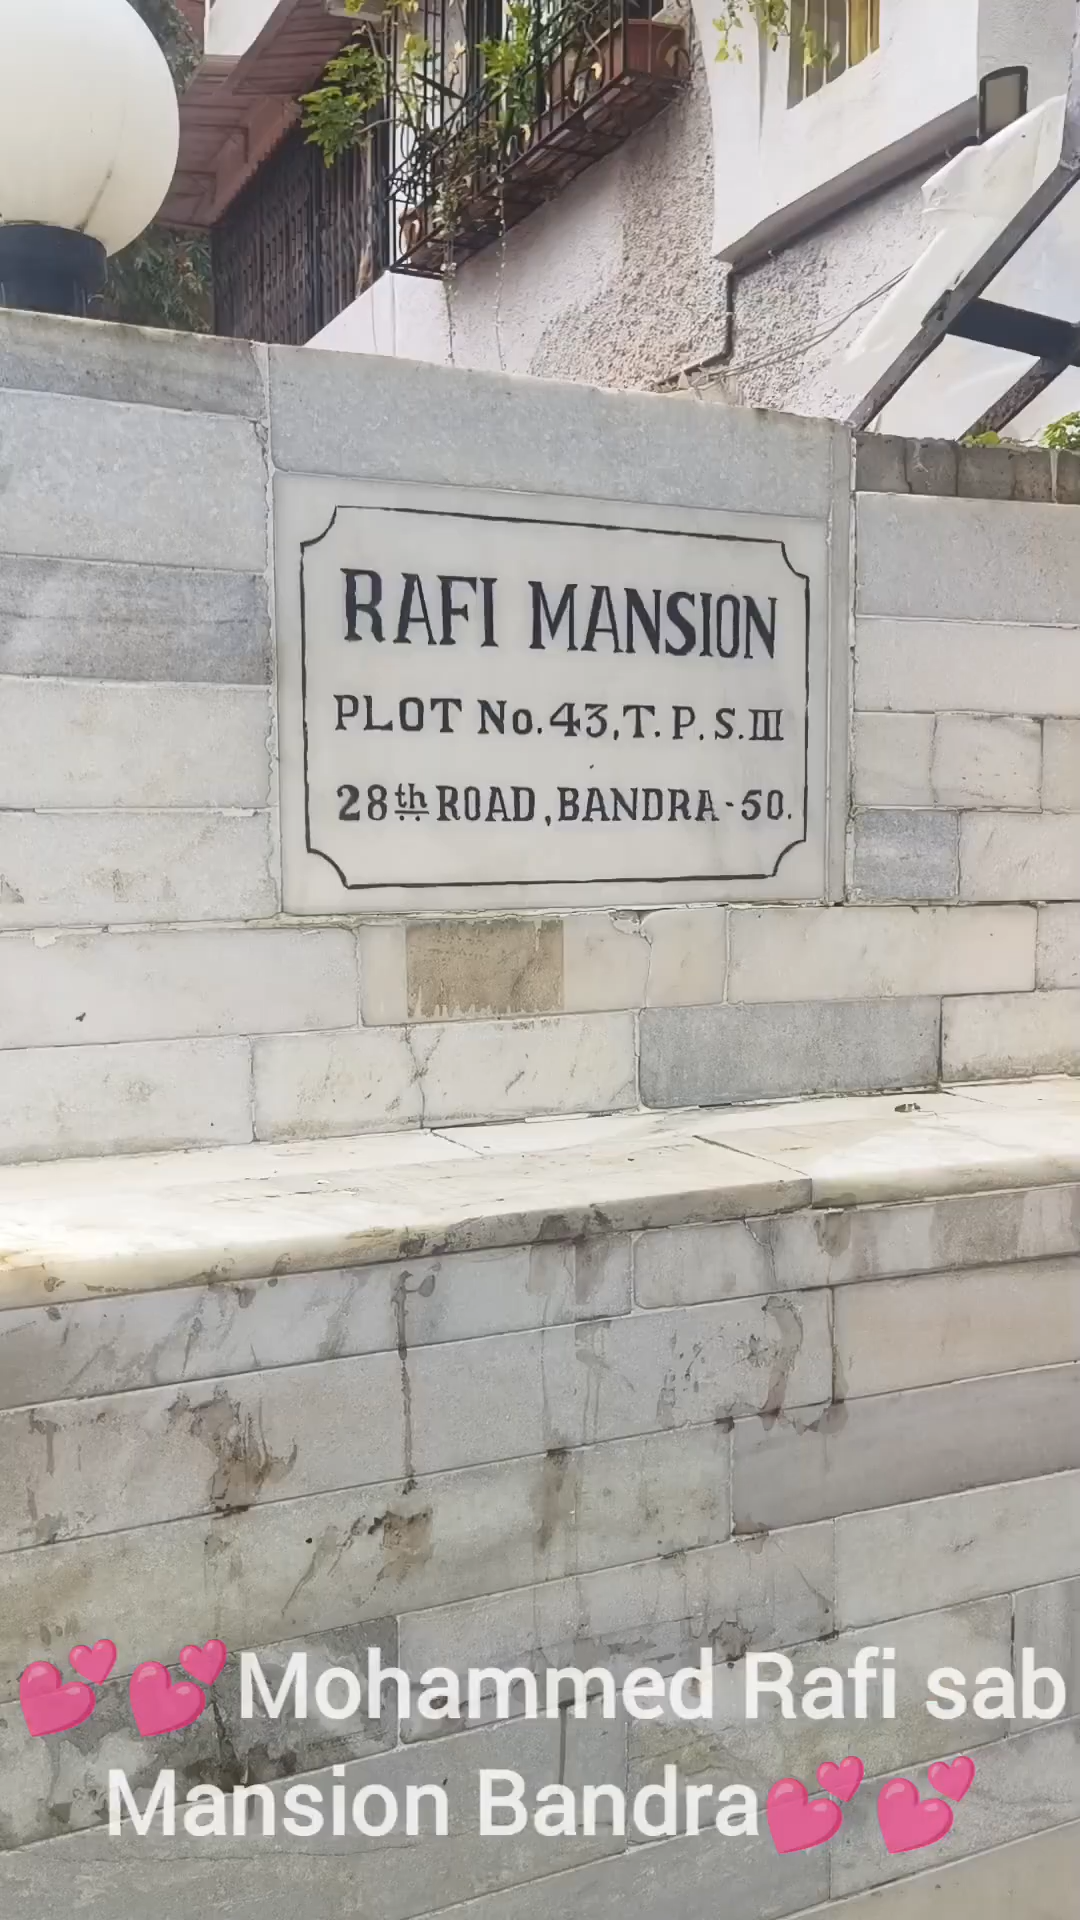 RAFI MANSION
PLOT No. 43, T. P. S. III
28th ROAD, BANDRA - 50.
💕💕Mohammed Rafi sab
Mansion Bandra💕💕